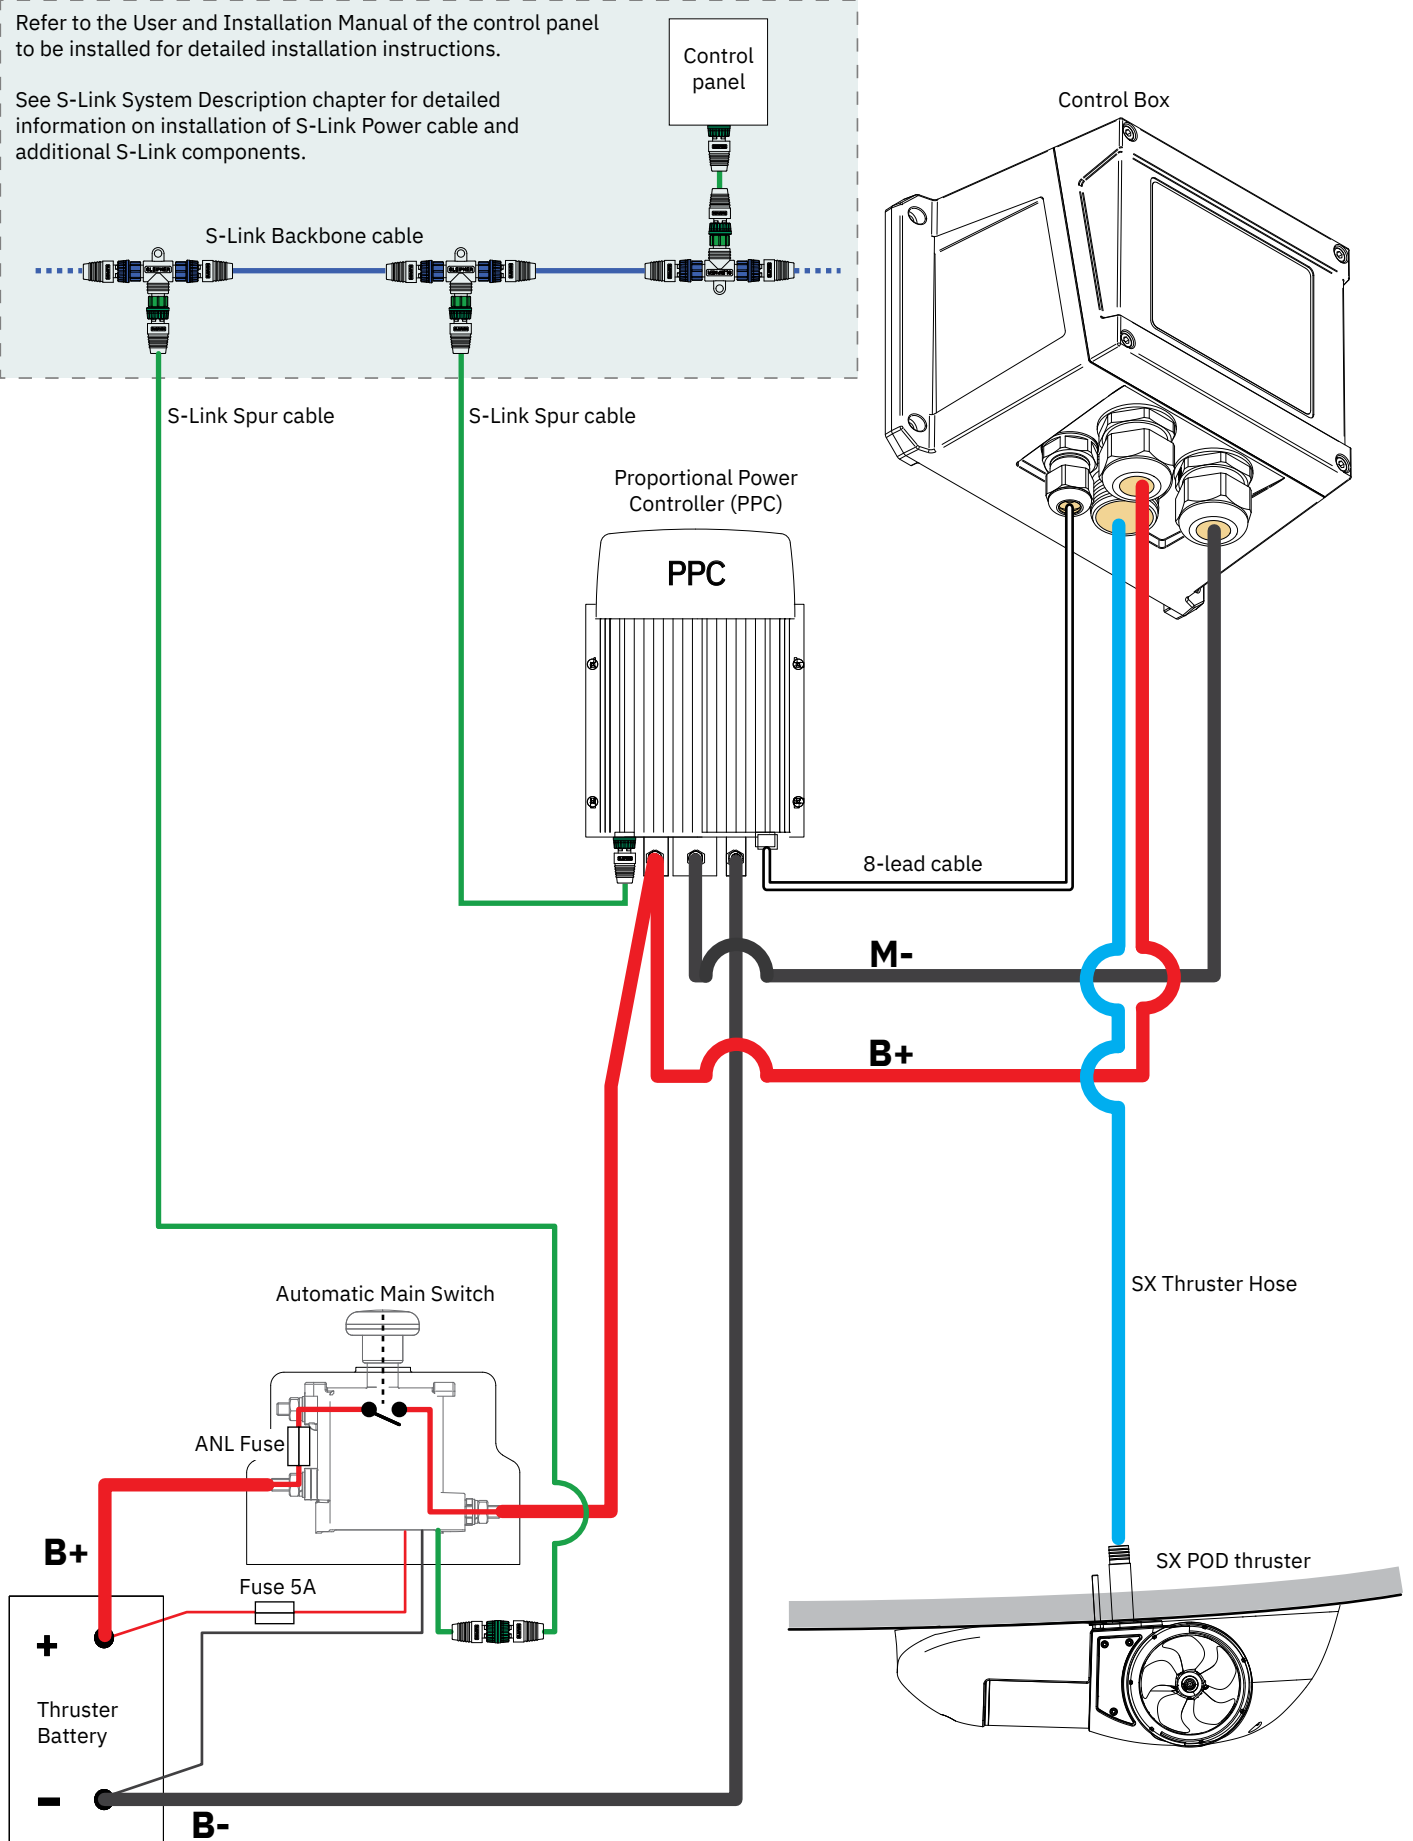 Refer to the User and Installation Manual of the control panel
to be installed for detailed installation instructions.
See S-Link System Description chapter for detailed
information on installation of S-Link Power cable and
additional S-Link components.
Control
panel
Control Box
S-Link Backbone cable
SLEIPNER
SLEIPNER
SLEIPNER
S-Link Spur cable
S-Link Spur cable
Proportional Power
Controller (PPC)
PPC
8-lead cable
M-
B+
SX Thruster Hose
Automatic Main Switch
ANL Fuse
B+
Fuse 5A
SX POD thruster
+
Thruster
Battery
-
B-